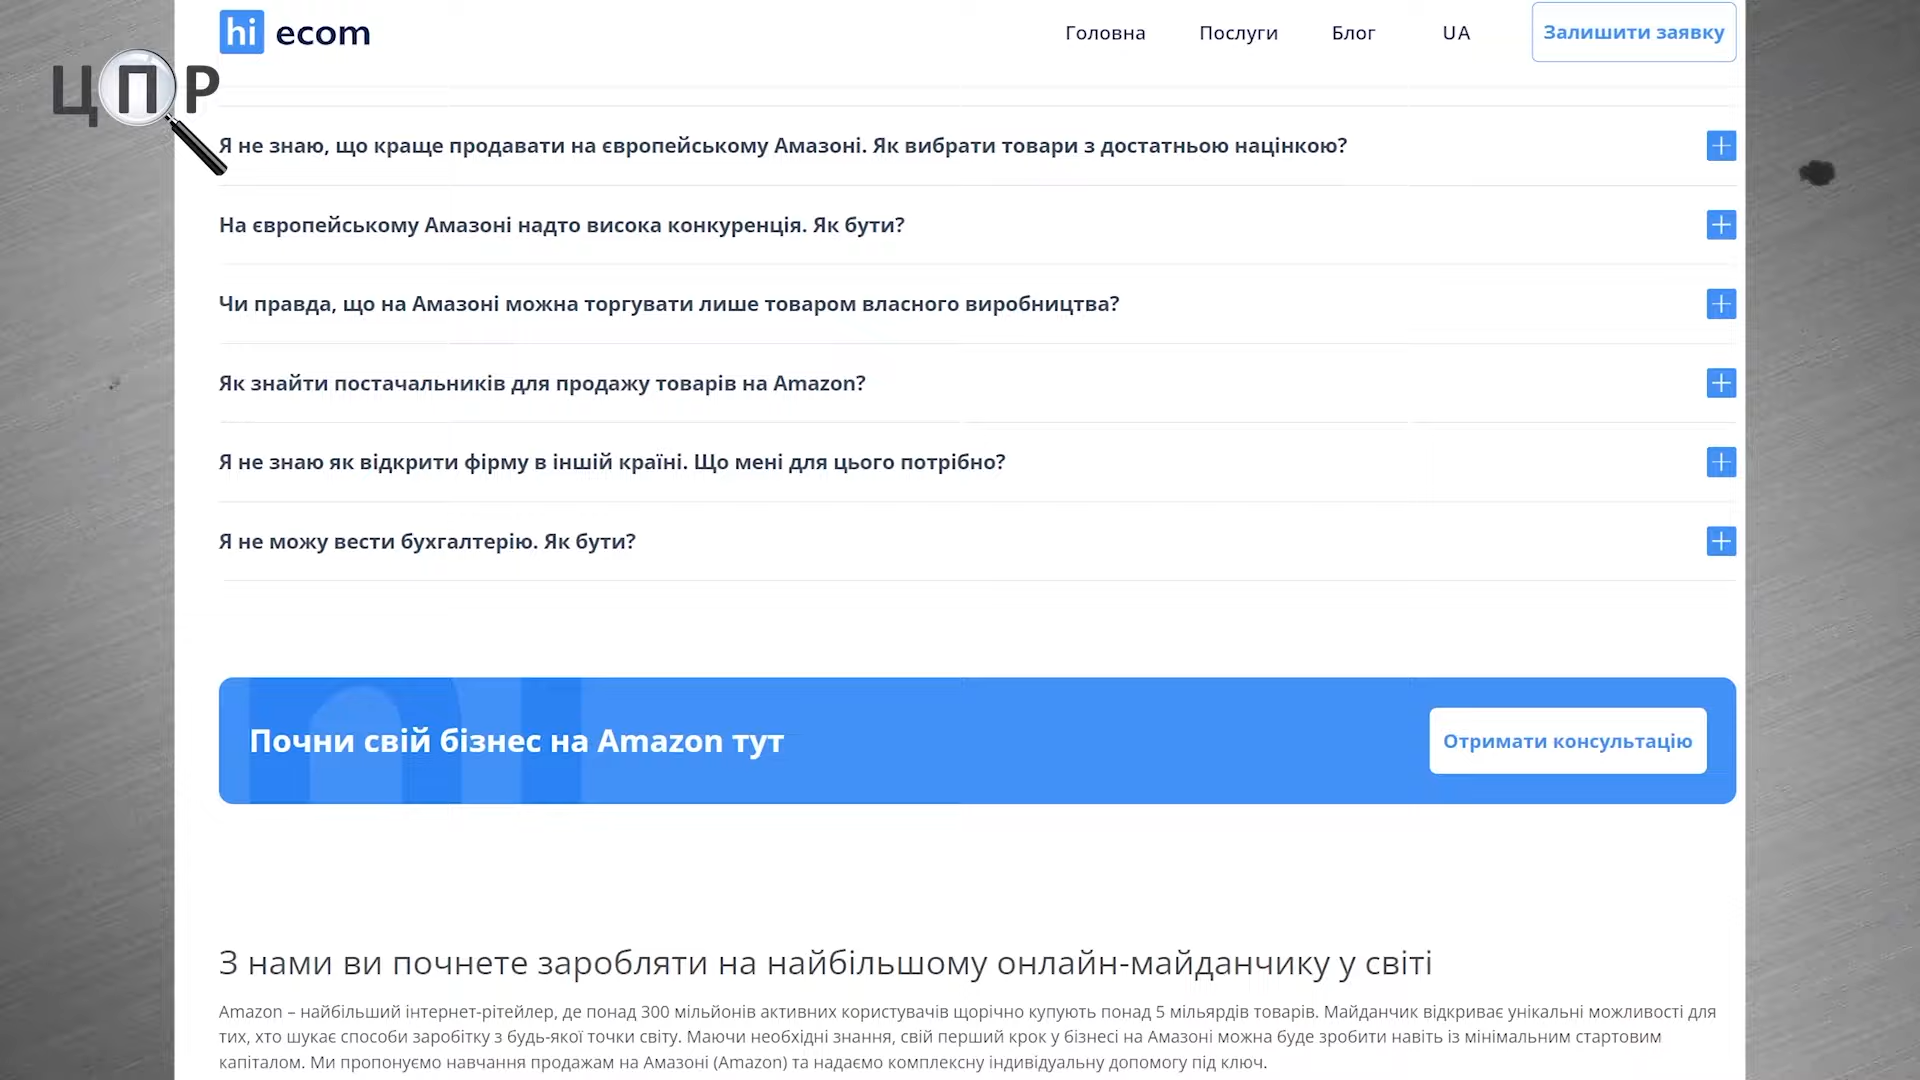 hi ecom
Головна
Послуги
Блог
UA
Залишити заявку
ЦПР
Я не знаю, що краще продавати на європейському Амазоні. Як вибрати товари з достатньою націнкою?
На європейському Амазоні надто висока конкуренція. Як бути?
Чи правда, що на Амазоні можна торгувати лише товаром власного виробництва?
Як знайти постачальників для продажу товарів на Amazon?
Я не знаю як відкрити фірму в іншій країні. Що мені для цього потрібно?
Я не можу вести бухгалтерію. Як бути?
Почни свій бізнес на Amazon тут
Отримати консультацію
З нами ви почнете заробляти на найбільшому онлайн-майданчику у світі
Amazon – найбільший інтернет-рітейлер, де понад 300 мільйонів активних користувачів щорічно купують понад 5 мільярдів товарів. Майданчик відкриває унікальні можливості для
тих, хто шукає способи заробітку з будь-якої точки світу. Маючи необхідні знання, свій перший крок у бізнесі на Амазоні можна буде зробити навіть із мінімальним стартовим
капіталом. Ми пропонуємо навчання продажам на Амазоні (Amazon) та надаємо комплексну індивідуальну допомогу під ключ.